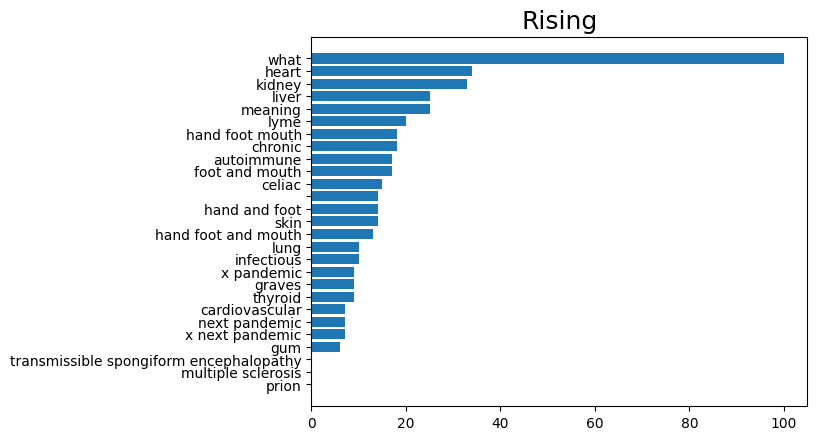 Rising
what
heart
kidney
liver
meaning
lyme
hand foot mouth
chronic
autoimmune
foot and mouth
celiac
hand and foot
skin
hand foot and mouth
lung
infectious
x pandemic
graves
thyroid
cardiovascular
next pandemic
x next pandemic
gum
transmissible spongiform encephalopathy
multiple sclerosis
prion
0 20 40 60 80 100